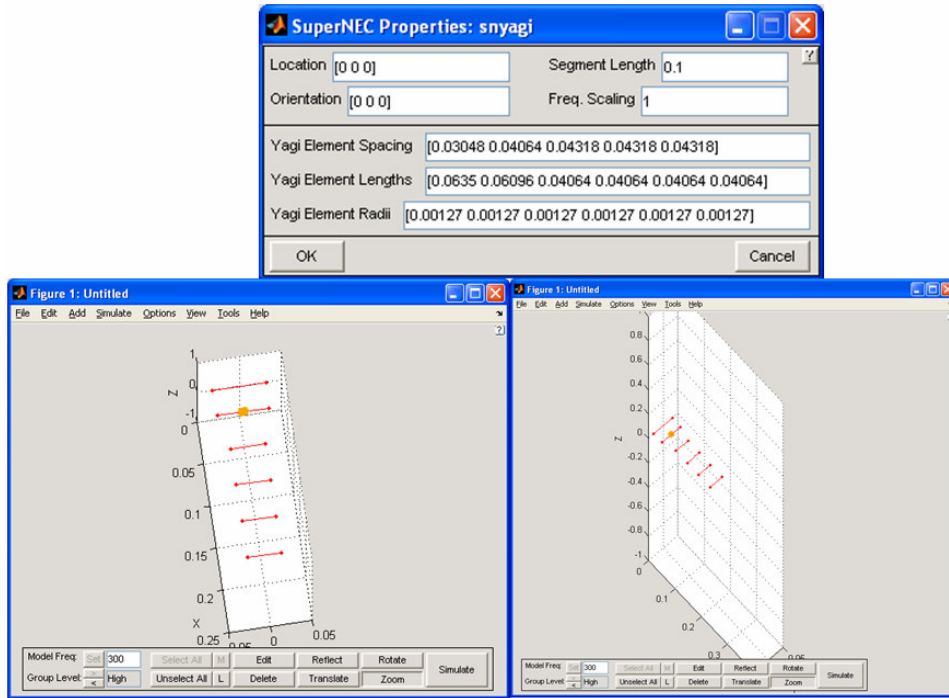 SuperNEC Properties: snyagi
Location [0 0 0] Segment Length 0.1
?
Orientation [0 0 0] Freq. Scaling 1
Yagi Element Spacing [0.03048 0.04064 0.04318 0.04318 0.04318]
Yagi Element Lengths [0.0635 0.06096 0.04064 0.04064 0.04064 0.04064]
Yagi Element Radii [0.00127 0.00127 0.00127 0.00127 0.00127 0.00127]
OK Cancel
Figure 1: Untitled
File Edit Add Simulate Options View Tools Help
?
1
0
Z
-1
0
0.05
0.1
0.15
0.2
X
0.25
0.05 0 0.05
Model Freq: Set 300 Select All M Edit Reflect Rotate Simulate
Group Level: > < High Unselect All L Delete Translate Zoom
Figure 1: Untitled
File Edit Add Simulate Options View Tools Help
?
0.8
0.6
0.4
0.2
Z
0
-0.2
-0.4
-0.6
-0.8
-1
0
0.1
0.2
0.3
0.05
Model Freq: Set 300 Select All M Edit Reflect Rotate Simulate
Group Level: > < High Unselect All L Delete Translate Zoom